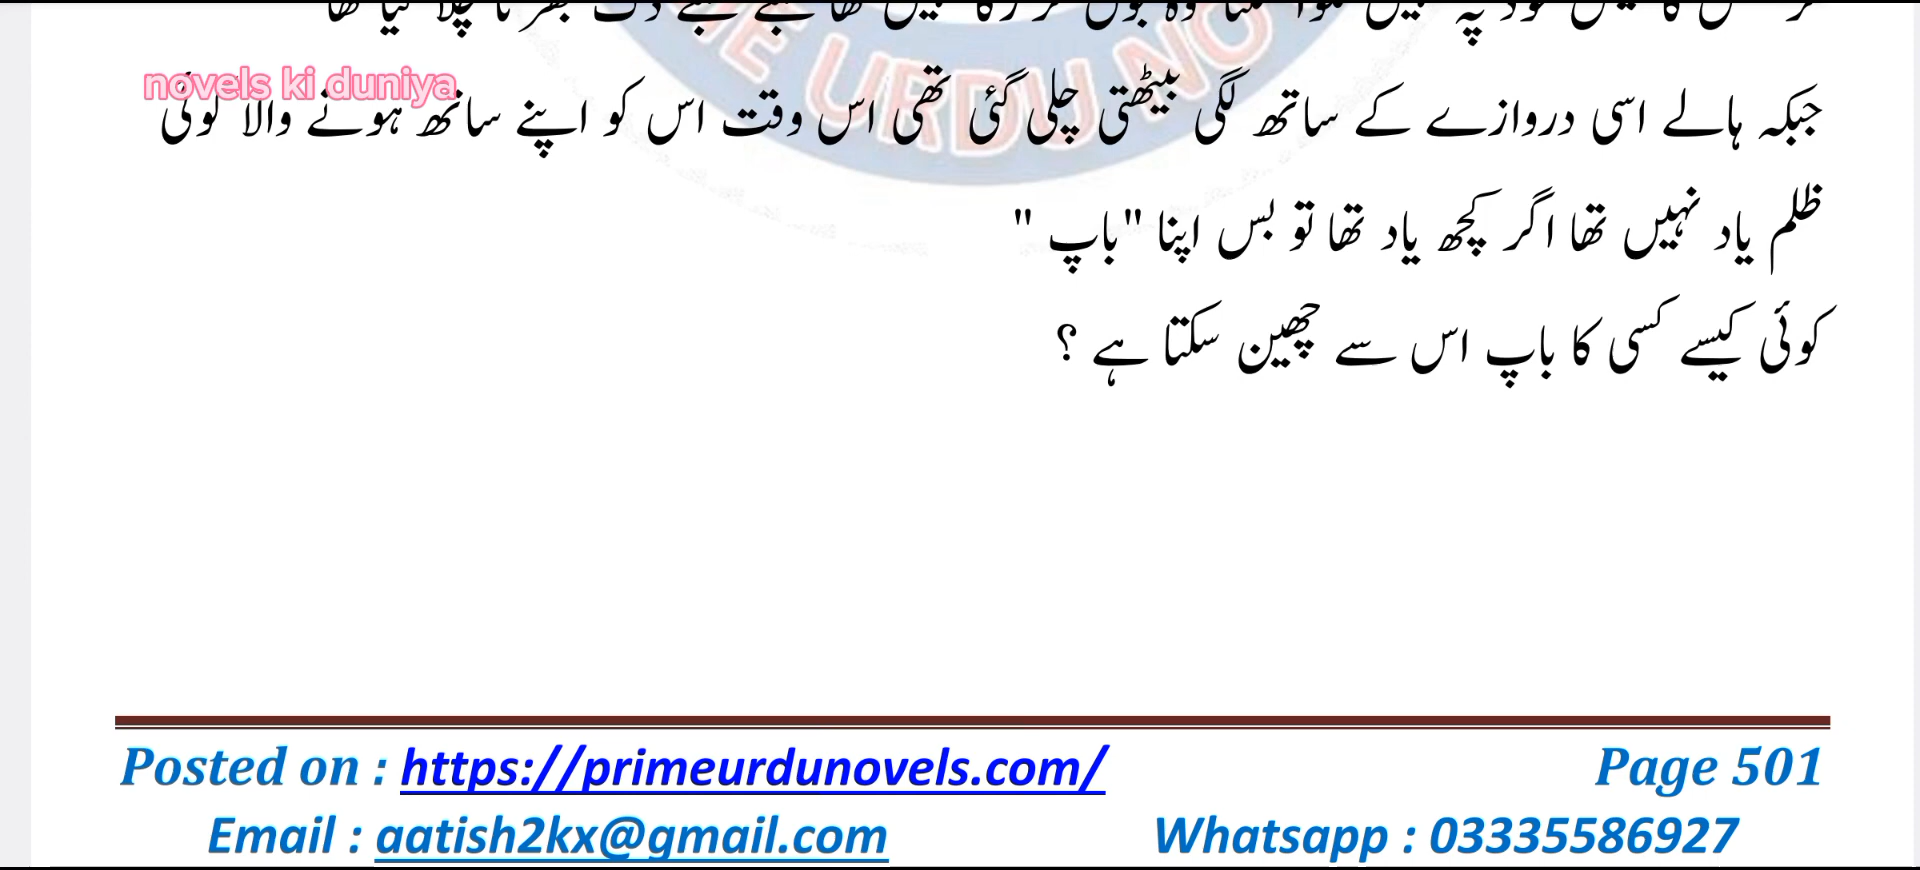 novels ki duniya
جبکہ ہالے اسی دروازے کے ساتھ لگی بیٹھتی چلی گئی تھی اس وقت اس کو اپنے ساتھ ہونے والا کوئی
ظلم یاد نہیں تھا اگر کچھ یاد تھا تو بس اپنا "باپ "
کوئی کیسے کسی کا باپ اس سے چھین سکتا ہے ؟
URDU NO
Posted on : https://primeurdunovels.com/ Page 501
Email : aatish2kx@gmail.com Whatsapp : 03335586927